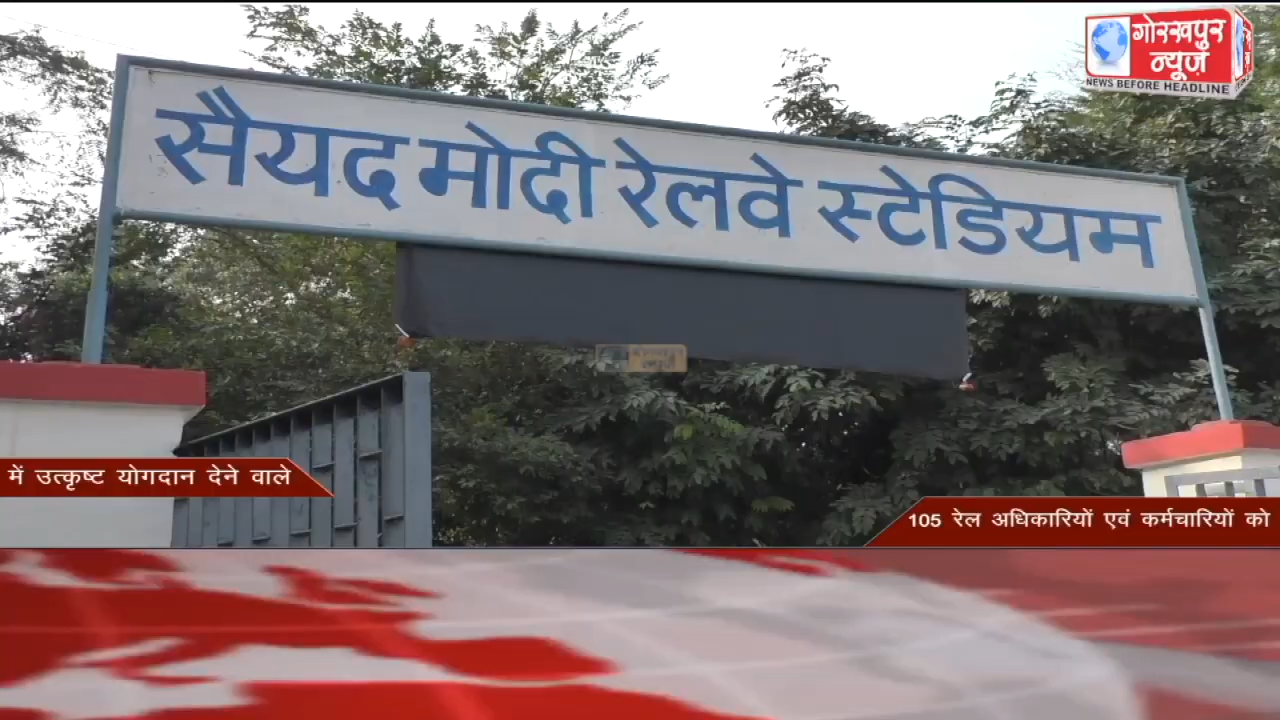 गोरखपुर
न्यूज़
NEWS BEFORE HEADLINE
सैयद मोदी रेलवे स्टेडियम
में उत्कृष्ट योगदान देने वाले
105 रेल अधिकारियों एवं कर्मचारियों को